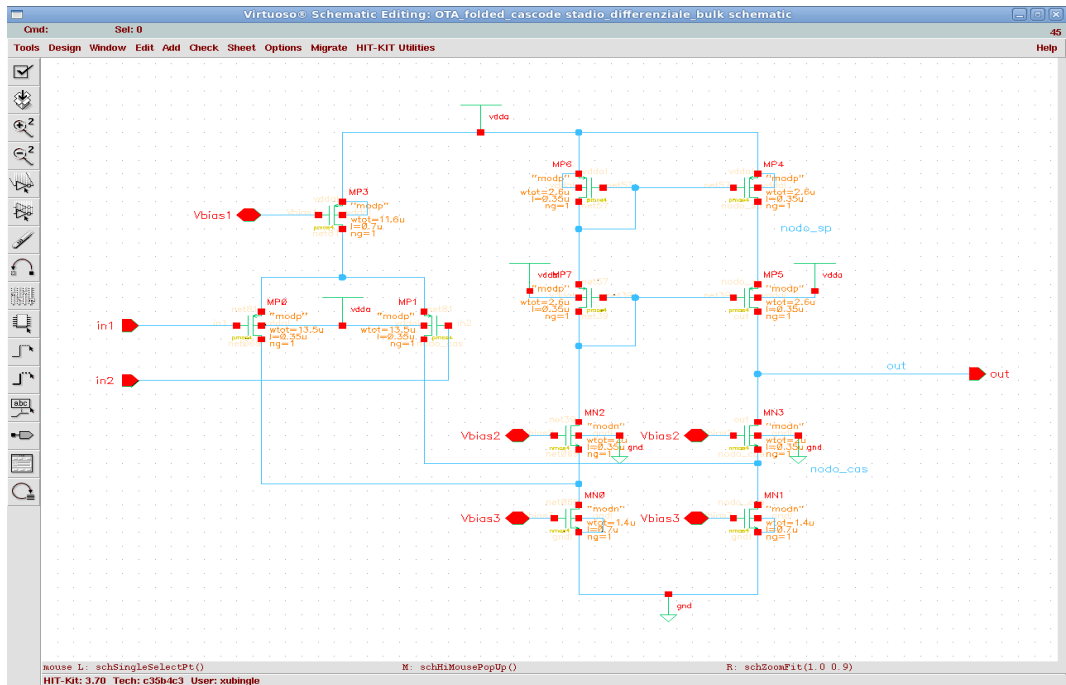 Virtuoso® Schematic Editing: OTA_folded_cascode stadio_differenziale_bulk schematic
Cmd: Sel: 0
45
Tools Design Window Edit Add Check Sheet Options Migrate HIT-KIT Utilities Help
vdda
MP3
"modp"
wtot=11.6u
l=0.7u
ng=1
Vbias1
MP6
"modp"
wtot=2.6u
l=0.35u
ng=1
MP4
"modp"
wtot=2.6u
l=0.35u
ng=1
nodo_sp
vdda
MP7
"modp"
wtot=2.6u
l=0.35u
ng=1
MP5
"modp"
wtot=2.6u
l=0.35u
ng=1
vdda
MP0
"modp"
wtot=13.5u
l=0.35u
ng=1
vdda
MP1
"modp"
wtot=13.5u
l=0.35u
ng=1
in1
in2
out
out
MN2
"modn"
l=0.35u
ng=1
Vbias2
gnd
MN3
"modn"
l=0.35u
ng=1
Vbias2
gnd
nodo_cas
MN0
"modn"
wtot=1.4u
l=0.7u
ng=1
Vbias3
MN1
"modn"
wtot=1.4u
l=0.7u
ng=1
Vbias3
gnd
mouse L: schSingleSelectPt() M: schHiMousePopUp() R: schZoomFit(1.0 0.9)
HIT-Kit: 3.70 Tech: c35b4c3 User: xubingle